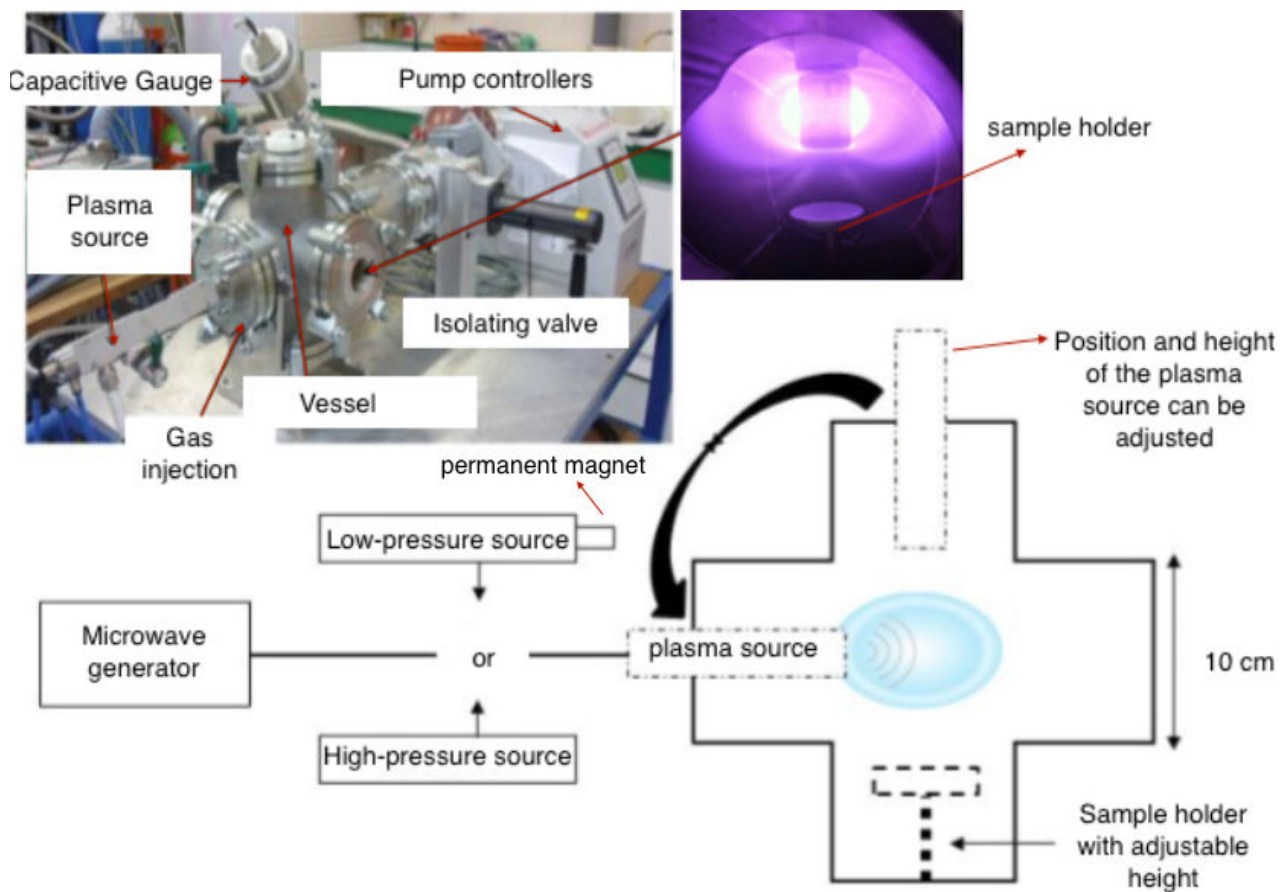 Capacitive Gauge
Pump controllers
sample holder
Plasma
source
Isolating valve
Vessel
Gas
injection
Position and height
of the plasma
source can be
adjusted
permanent magnet
Low-pressure source
Microwave
generator
or
plasma source
10 cm
High-pressure source
Sample holder
with adjustable
height